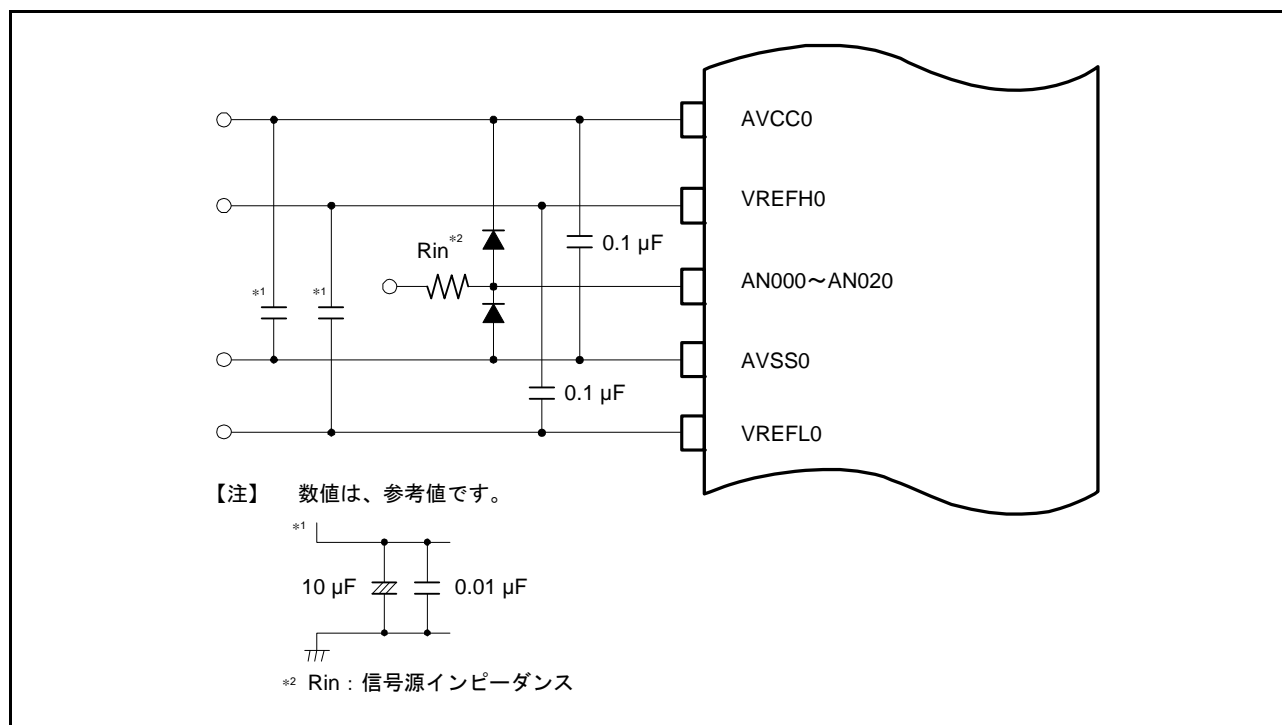 AVCC0
VREFH0
Rin*2
0.1 µF
AN000～AN020
*1
*1
AVSS0
0.1 µF
VREFL0
【注】 数値は、参考値です。
*1
10 µF
0.01 µF
*2 Rin：信号源インピーダンス